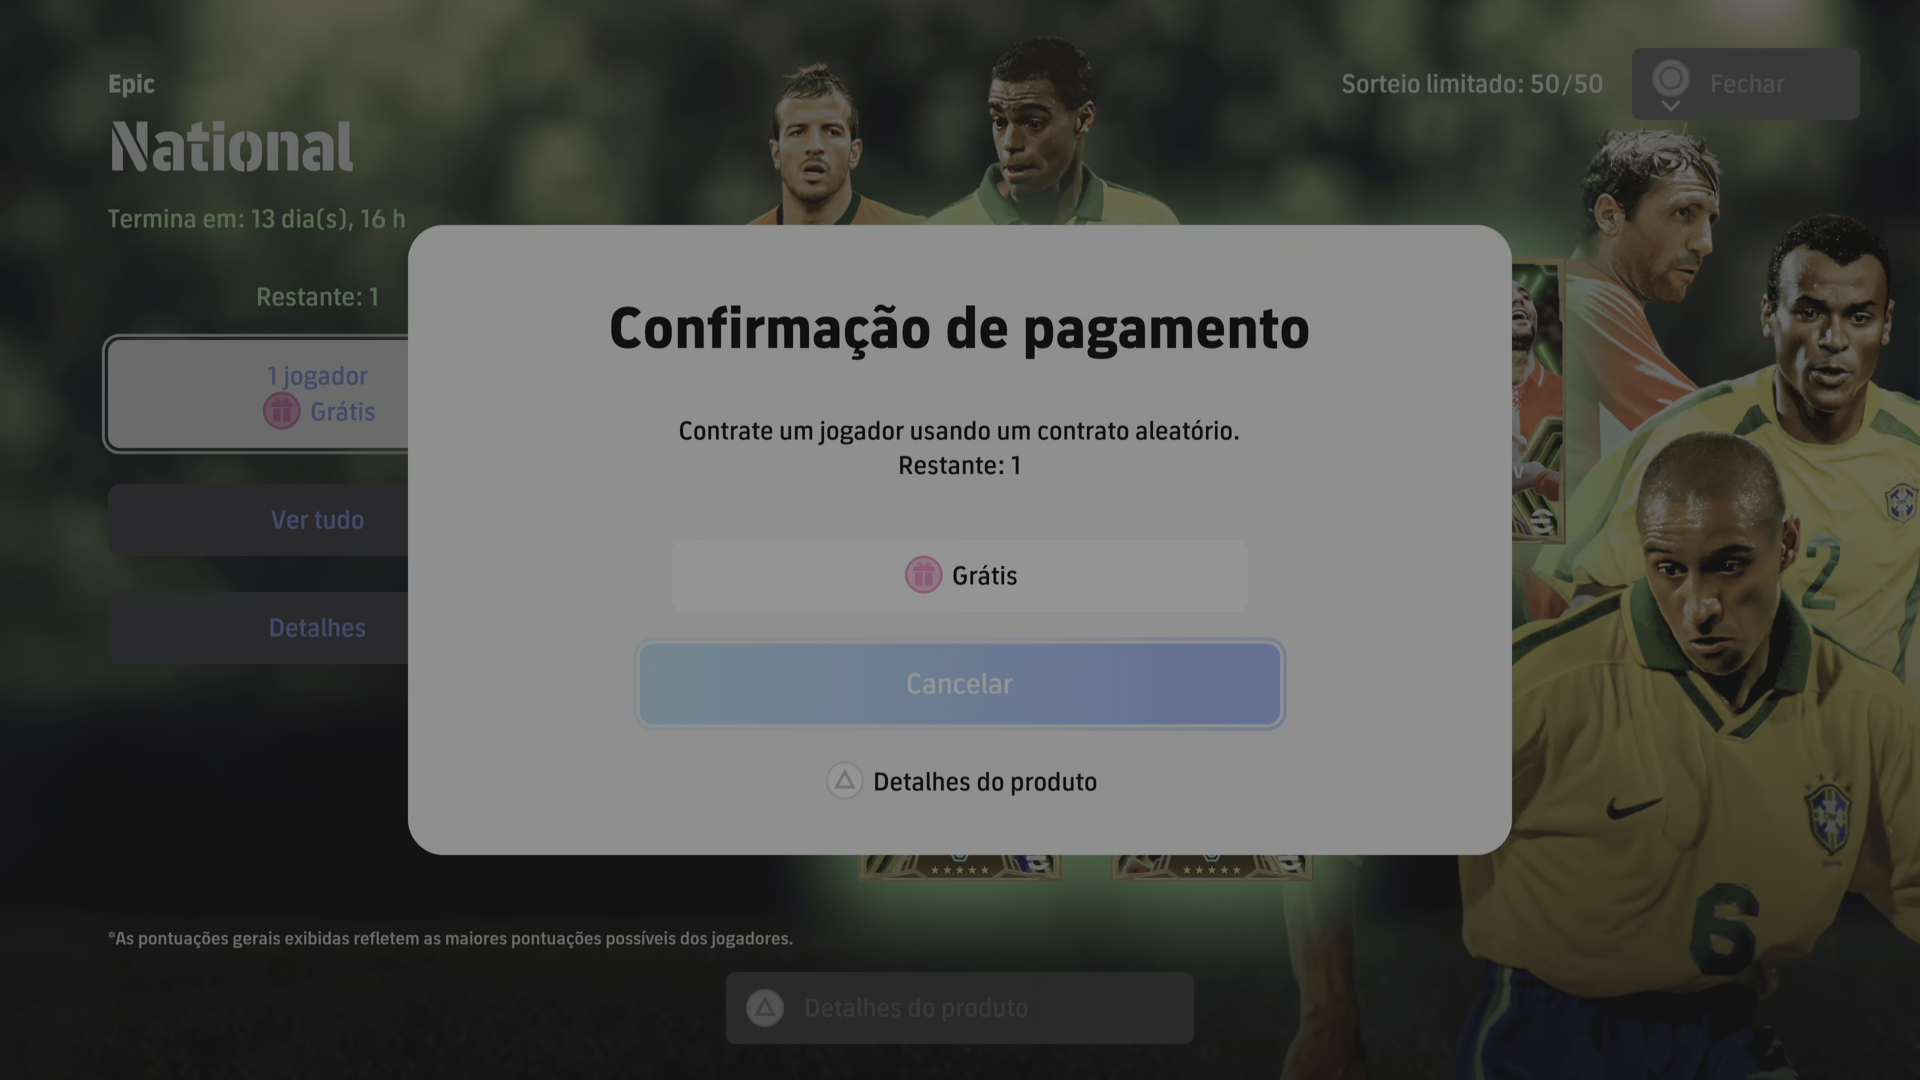 Epic
National
Termina em: 13 dia(s), 16 h
Sorteio limitado: 50/50
Fechar
Restante: 1
1 jogador
Grátis
Ver tudo
Detalhes
Confirmação de pagamento
Contrate um jogador usando um contrato aleatório.
Restante: 1
Grátis
Cancelar
Detalhes do produto
*As pontuações gerais exibidas refletem as maiores pontuações possíveis dos jogadores.
Detalhes do produto
2
6